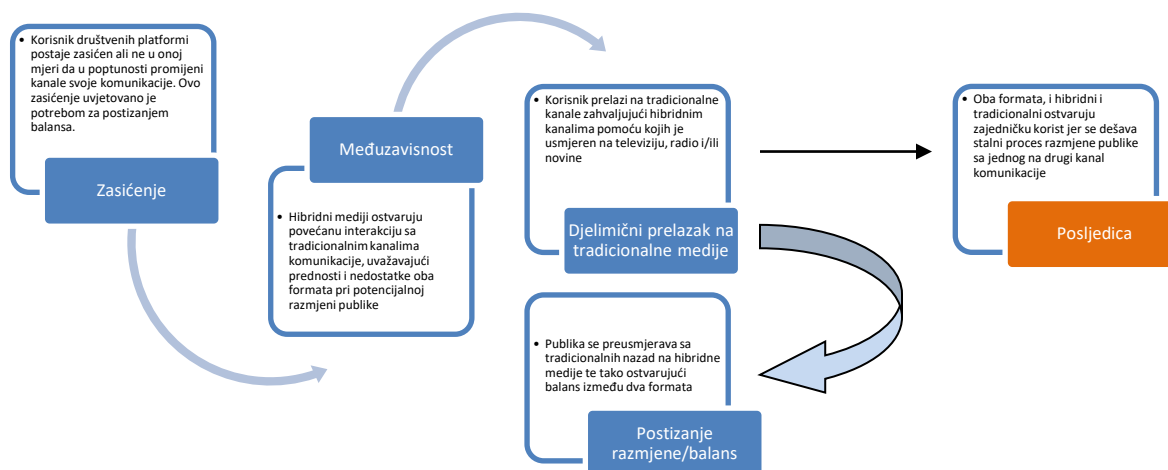 • Korisnik društvenih platformi
postaje zasićen ali ne u onoj
mjeri da u poptunosti promijeni
kanale svoje komunikacije. Ovo
zasićenje uvjetovano je
potrebom za postizanjem
balansa.
Zasićenje
Međuzavisnost
• Hibridni mediji ostvaruju
povećanu interakciju sa
tradicionalnim kanalima
komunikacije, uvažavajući
prednosti i nedostatke oba
formata pri potencijalnoj
razmjeni publike
• Korisnik prelazi na tradicionalne
kanale zahvaljujući hibridnim
kanalima pomoću kojih je
usmjeren na televiziju, radio i/ili
novine
Djelimični prelazak na
tradicionalne medije
• Publika se preusmjerava sa
tradicionalnih nazad na hibridne
medije te tako ostvarujući
balans između dva formata
Postizanje
razmjene/balans
• Oba formata, i hibridni i
tradicionalni ostvaruju
zajedničku korist jer se dešava
stalni proces razmjene publike
sa jednog na drugi kanal
komunikacije
Posljedica